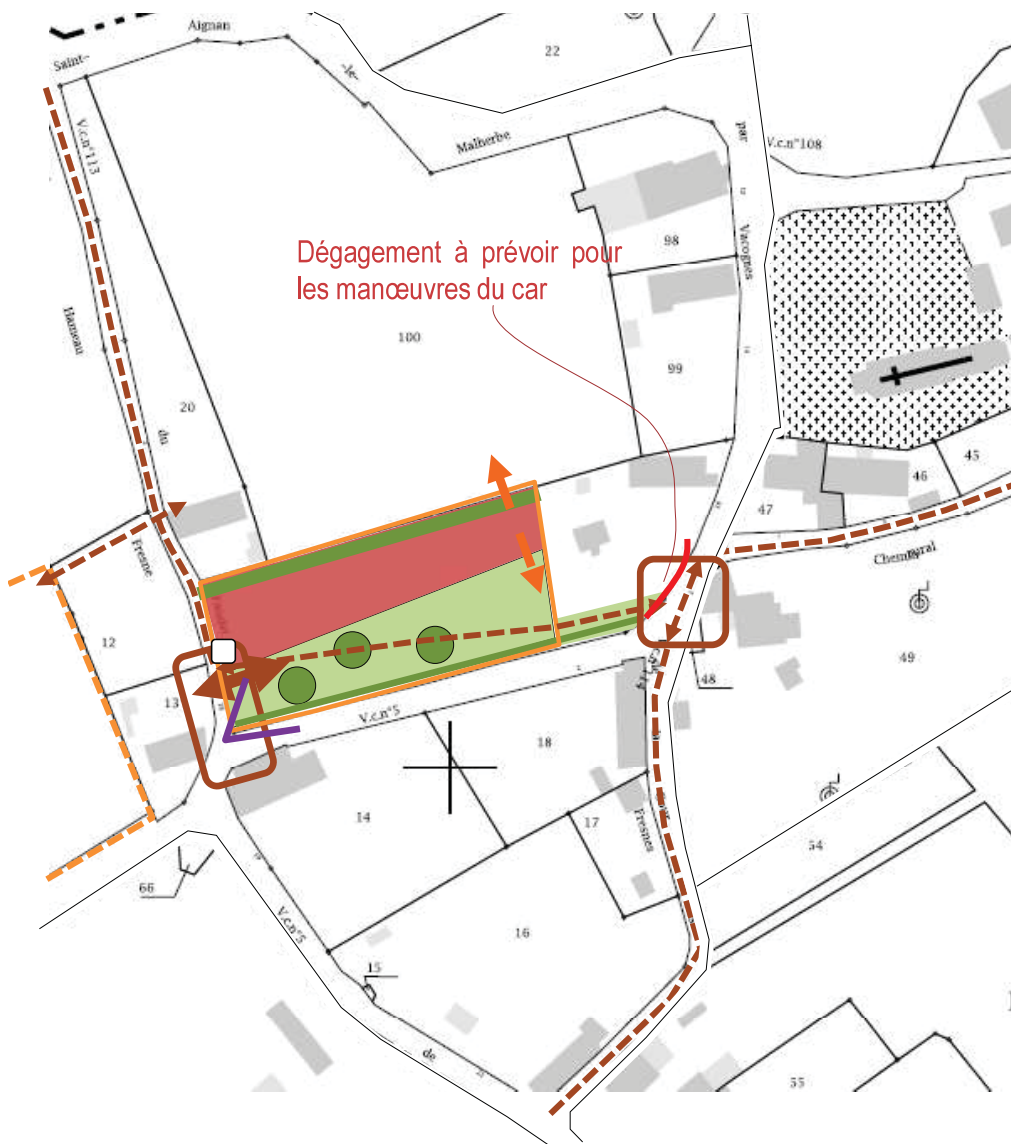 Aignan
Saint-
-le-
22
V.c.n°113
Malherbe
par
V.c.n°108
98
Vacognes
Dégagement à prévoir pour
les manœuvres du car
Hameau
100
99
20
du
45
46
47
Fresne
Chemin rural
12
49
13
48
V.c.n°5
18
14
17
Fresnes
54
66
V.c.n°5
16
15
de
55